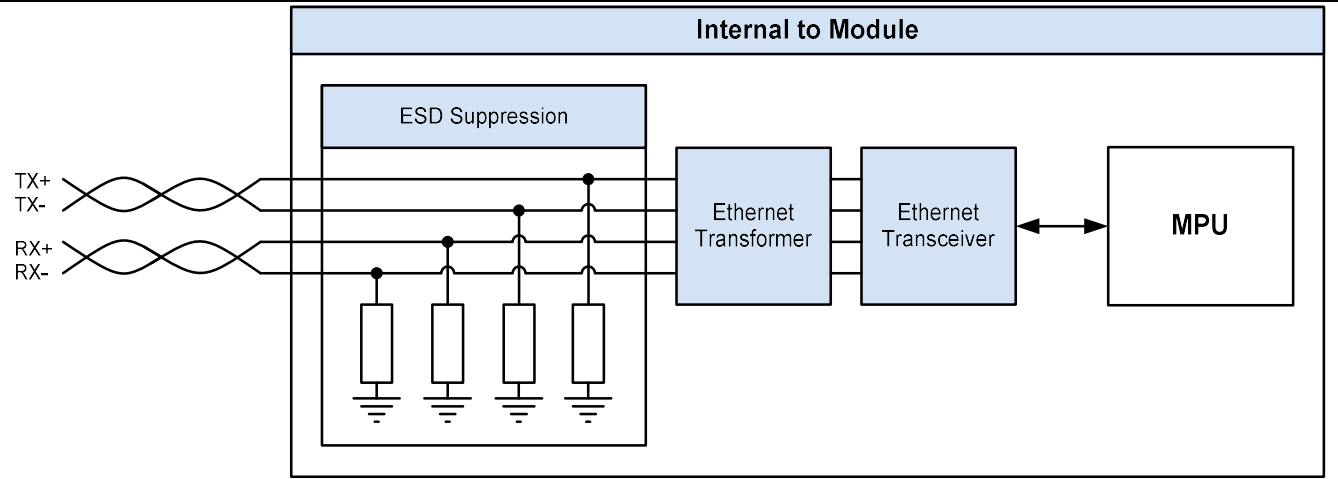 Internal to Module
ESD Suppression
TX+
TX-
RX+
RX-
Ethernet
Transformer
Ethernet
Transceiver
MPU